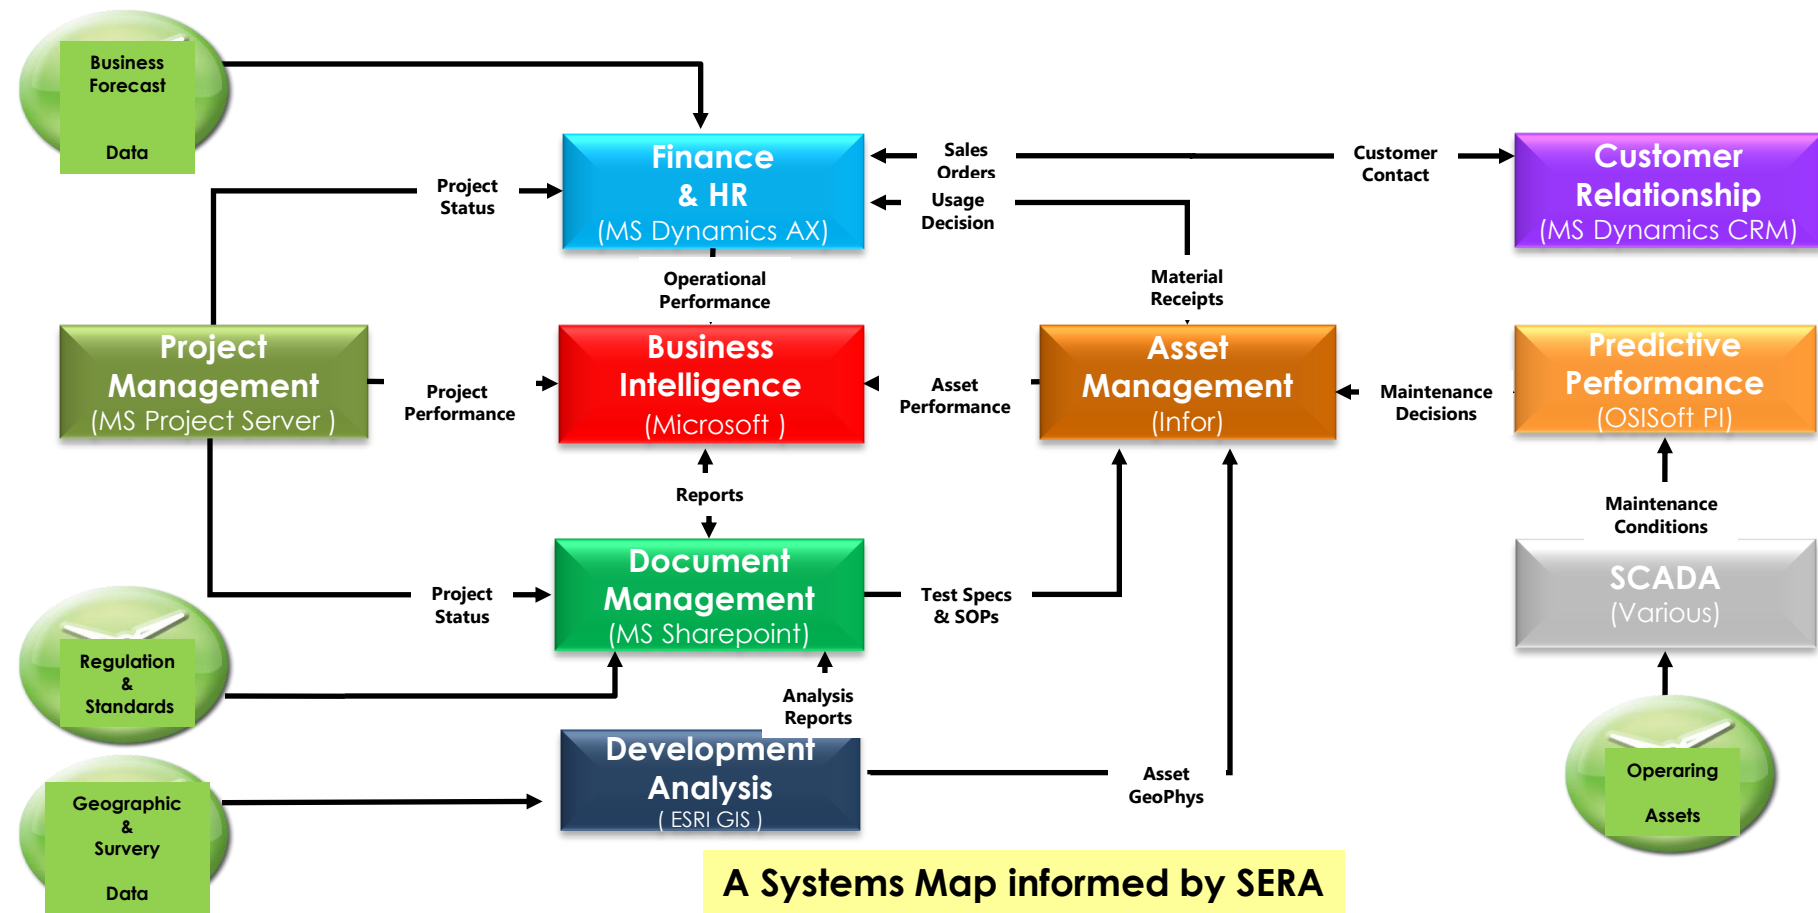 Business
Forecast
Data
Finance
& HR
(MS Dynamics AX)
Sales
Orders
Customer
Contact
Customer
Relationship
(MS Dynamics CRM)
Project
Status
Usage
Decision
Operational
Performance
Material
Receipts
Project
Management
(MS Project Server )
Project
Performance
Business
Intelligence
(Microsoft )
Asset
Performance
Asset
Management
(Infor)
Maintenance
Decisions
Predictive
Performance
(OSISoft PI)
Reports
Maintenance
Conditions
Project
Status
Document
Management
(MS Sharepoint)
Test Specs
& SOPs
SCADA
(Various)
Regulation
&
Standards
Analysis
Reports
Geographic
&
Survery
Data
Development
Analysis
( ESRI GIS )
Asset
GeoPhys
Operaring
Assets
A Systems Map informed by SERA